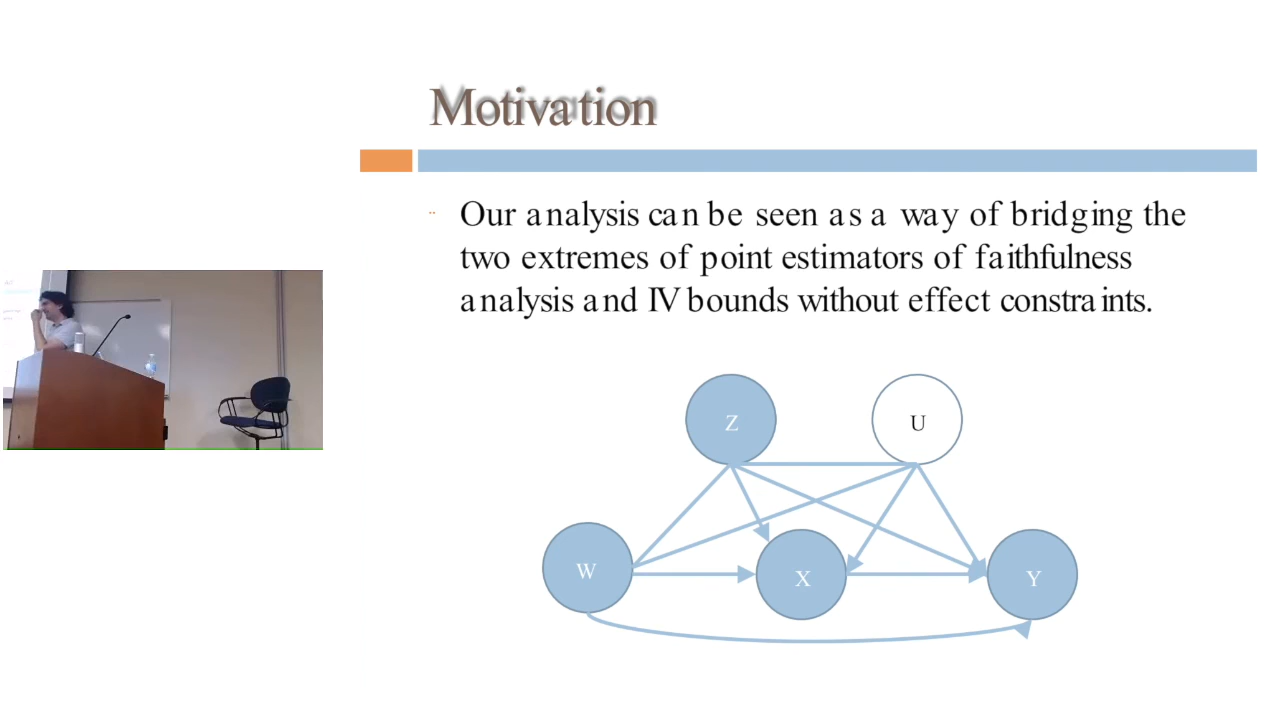 Motivation
Our analysis can be seen as a way of bridging the
two extremes of point estimators of faithfulness
analysis and IV bounds without effect constraints.
Z
U
W
X
Y